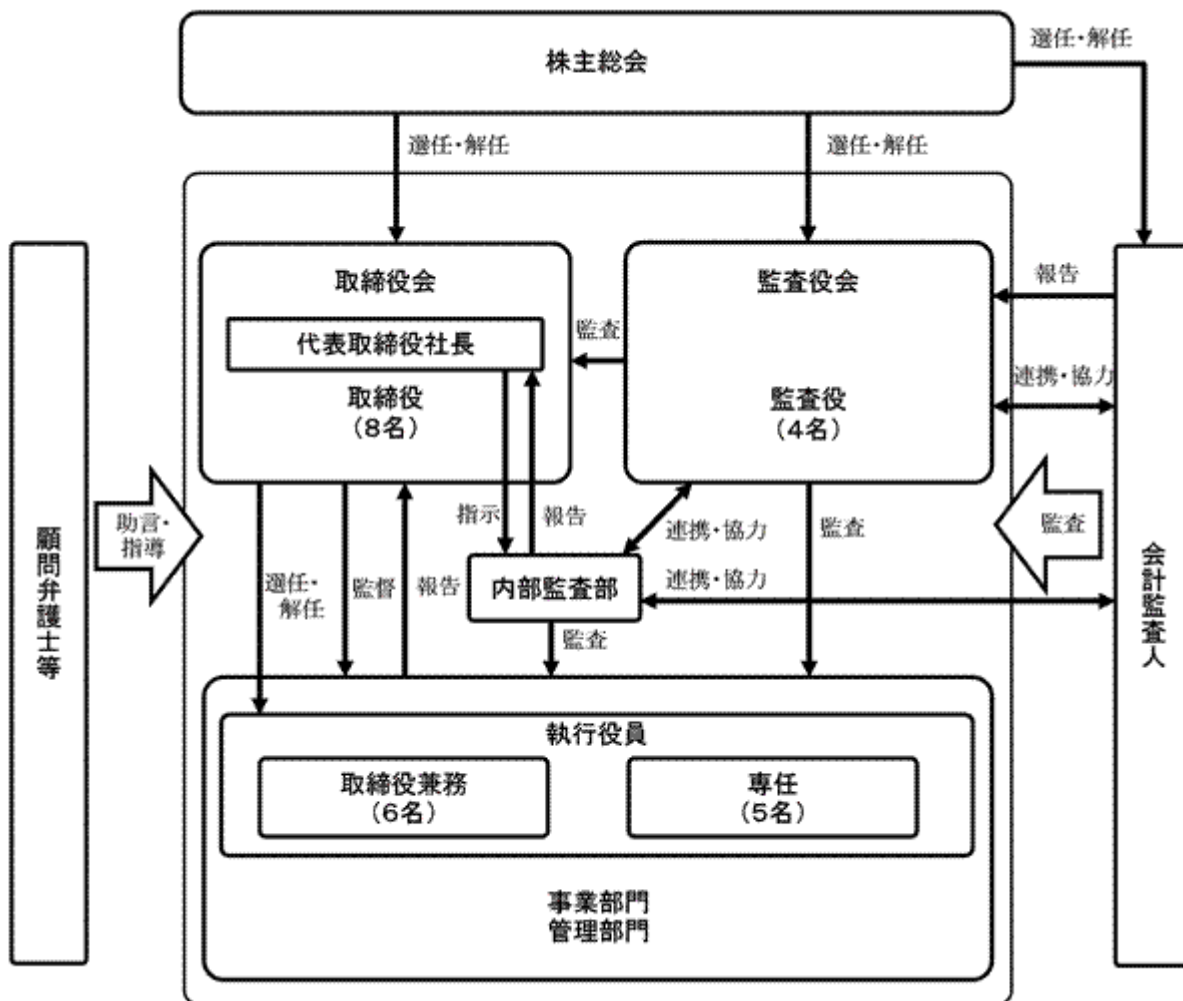 株主総会
選任・解任
選任・解任
選任・解任
取締役会
代表取締役社長
取締役
(8名)
監査
監査役会
監査役
(4名)
報告
連携・協力
顧問弁護士等
助言・
指導
指示
報告
連携・協力
監査
監査
選任・
解任
監督
報告
内部監査部
連携・協力
監査
会計監査人
執行役員
取締役兼務
(6名)
専任
(5名)
事業部門
管理部門